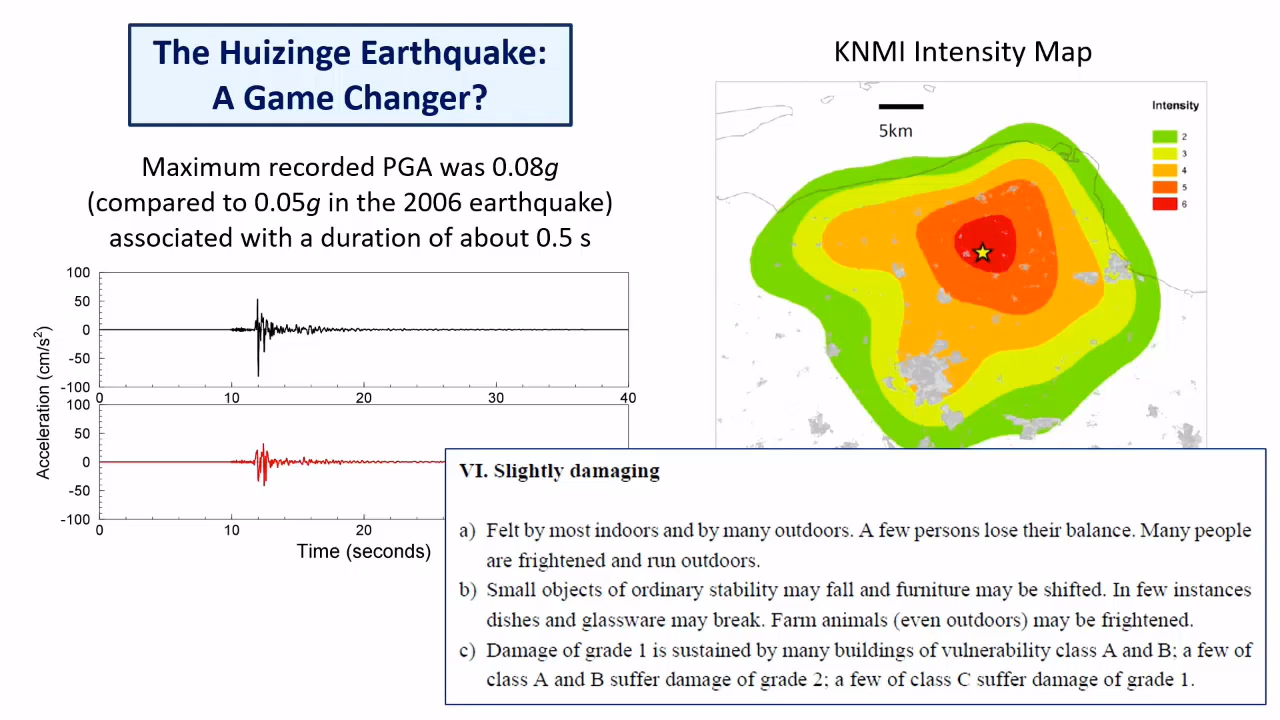 The Huizinge Earthquake:
A Game Changer?
Maximum recorded PGA was 0.08g
(compared to 0.05g in the 2006 earthquake)
associated with a duration of about 0.5 s
100
50
0
-50
-100
0
10
20
30
40
100
50
0
-50
-100
0
10
20
Acceleration (cm/s²)
Time (seconds)
KNMI Intensity Map
5km
Intensity
2
3
4
5
6
VI. Slightly damaging
a) Felt by most indoors and by many outdoors. A few persons lose their balance. Many people
are frightened and run outdoors.
b) Small objects of ordinary stability may fall and furniture may be shifted. In few instances
dishes and glassware may break. Farm animals (even outdoors) may be frightened.
c) Damage of grade 1 is sustained by many buildings of vulnerability class A and B; a few of
class A and B suffer damage of grade 2; a few of class C suffer damage of grade 1.